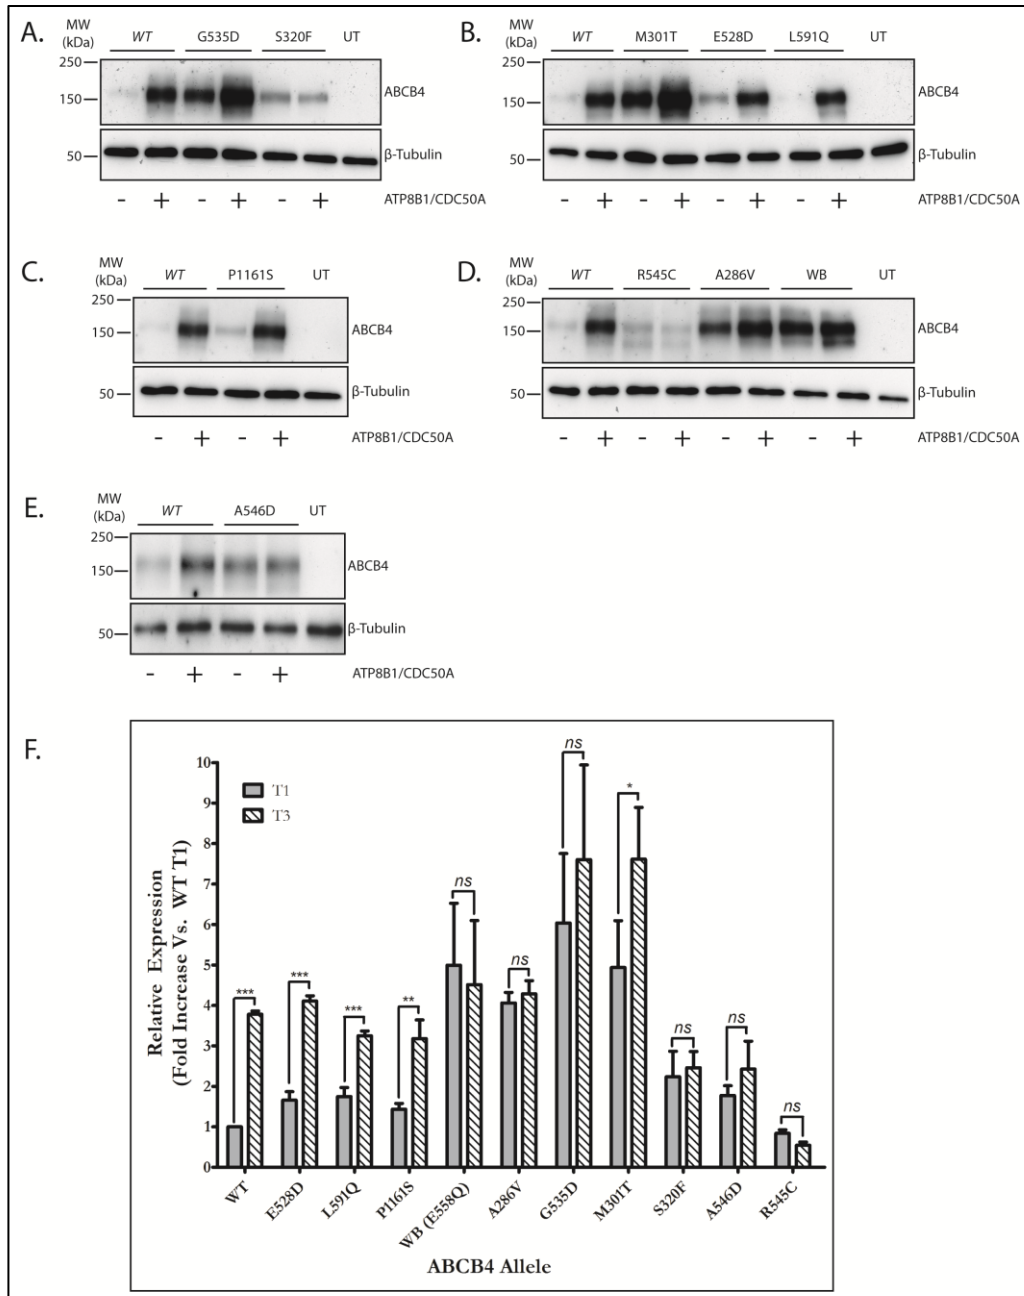 A.
MW
(kDa)
WT G535D S320F UT
250
150
ABCB4
50
β-Tubulin
- + - + - + ATP8B1/CDC50A
B.
MW
(kDa)
WT M301T E528D L591Q UT
250
150
ABCB4
50
β-Tubulin
- + - + - + - + ATP8B1/CDC50A
C.
MW
(kDa)
WT P1161S UT
250
150
ABCB4
50
β-Tubulin
- + - + ATP8B1/CDC50A
D.
MW
(kDa)
WT R545C A286V WB UT
250
150
ABCB4
50
β-Tubulin
- + - + - + - + ATP8B1/CDC50A
E.
MW
(kDa)
WT A546D UT
250
150
ABCB4
50
β-Tubulin
- + - + ATP8B1/CDC50A
F.
Relative Expression
(Fold Increase Vs. WT T1)
10
9
8
7
6
5
4
3
2
1
0
T1
T3
***
***
***
**
ns
ns
ns
*
ns
ns
ns
WT
E528D
L591Q
P1161S
WB (E558Q)
A286V
G535D
M301T
S320F
A546D
R545C
ABCB4 Allele